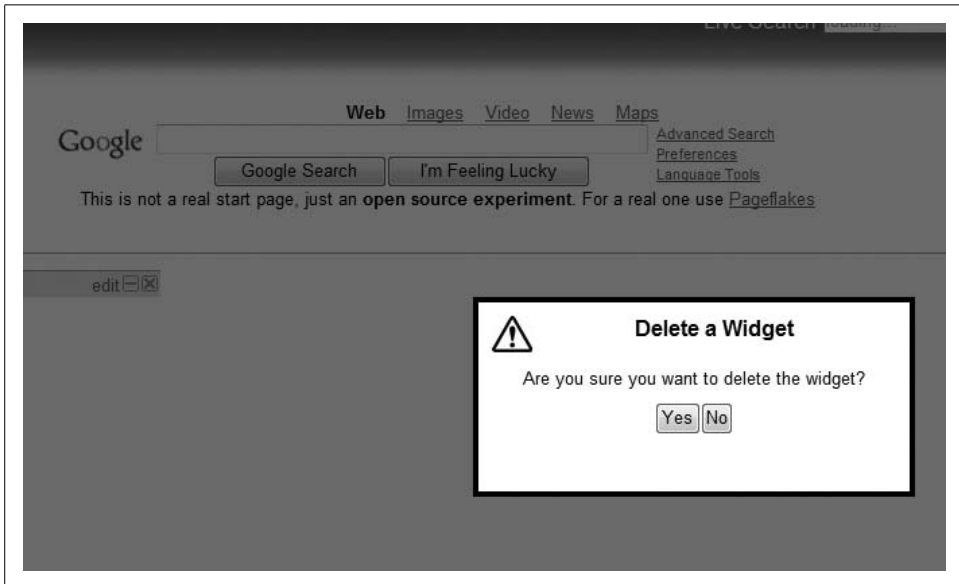 Live Search loading...
Web Images Video News Maps
Google
Advanced Search
Preferences
Language Tools
Google Search I'm Feeling Lucky
This is not a real start page, just an open source experiment. For a real one use Pageflakes
edit
Delete a Widget
Are you sure you want to delete the widget?
Yes No